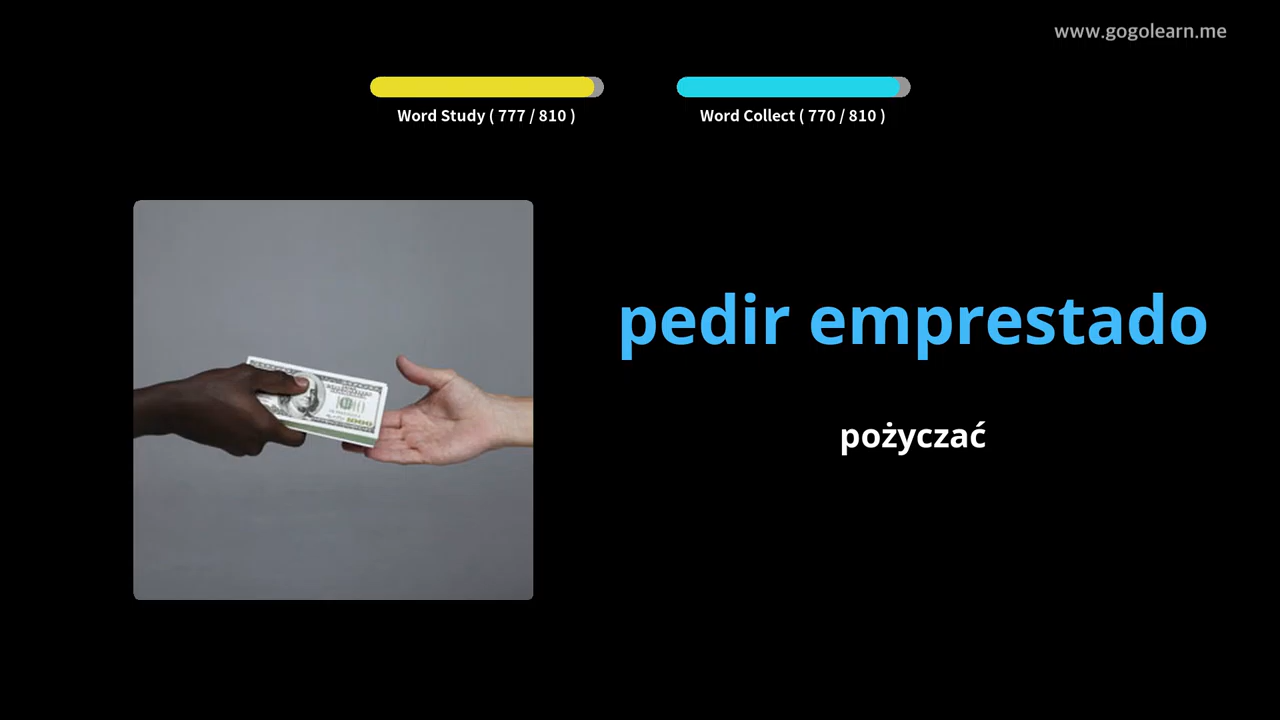 www.gogolearn.me
Word Study ( 777 / 810 )
Word Collect ( 770 / 810 )
pedir emprestado
pożyczać